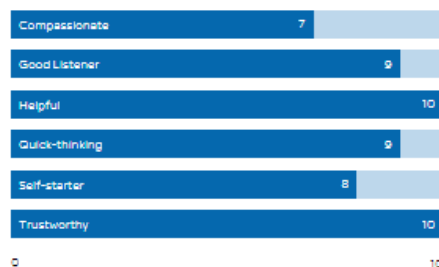 Compassionate 7
Good Listener 9
Helpful 10
Quick-thinking 9
Self-starter 8
Trustworthy 10
0 10